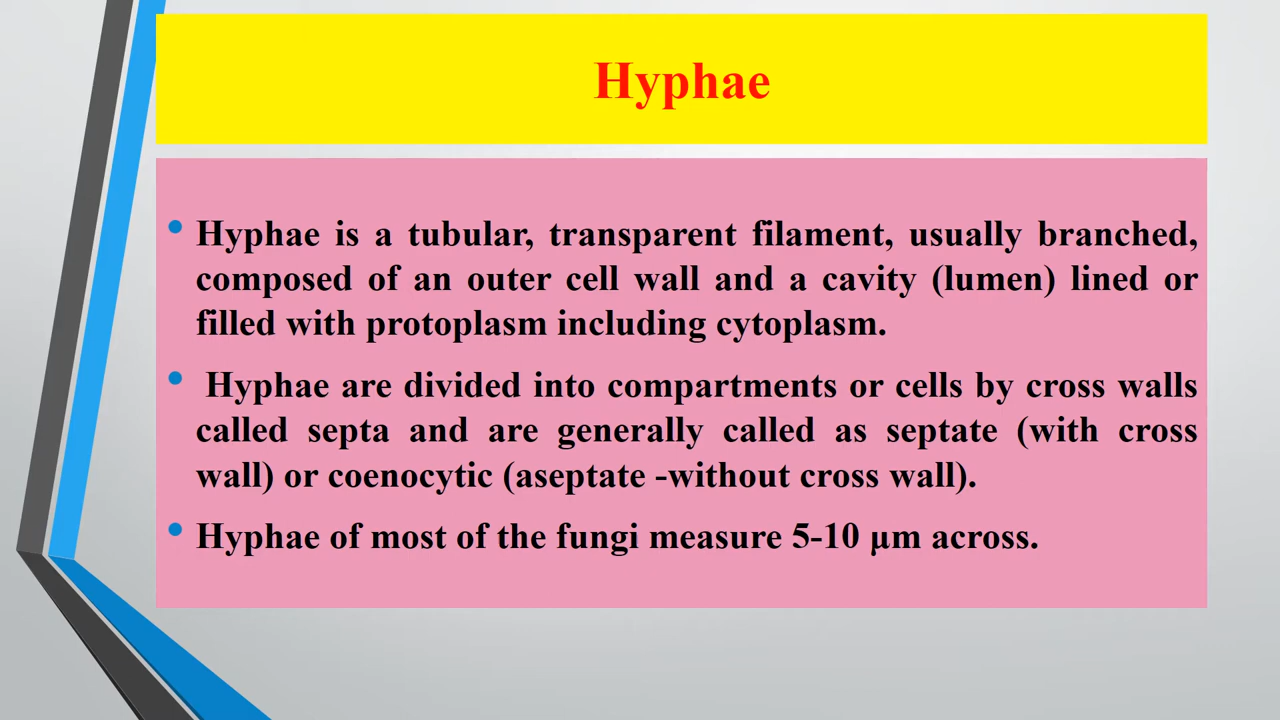 Hyphae
• Hyphae is a tubular, transparent filament, usually branched,
composed of an outer cell wall and a cavity (lumen) lined or
filled with protoplasm including cytoplasm.
• Hyphae are divided into compartments or cells by cross walls
called septa and are generally called as septate (with cross
wall) or coenocytic (aseptate -without cross wall).
• Hyphae of most of the fungi measure 5-10 µm across.